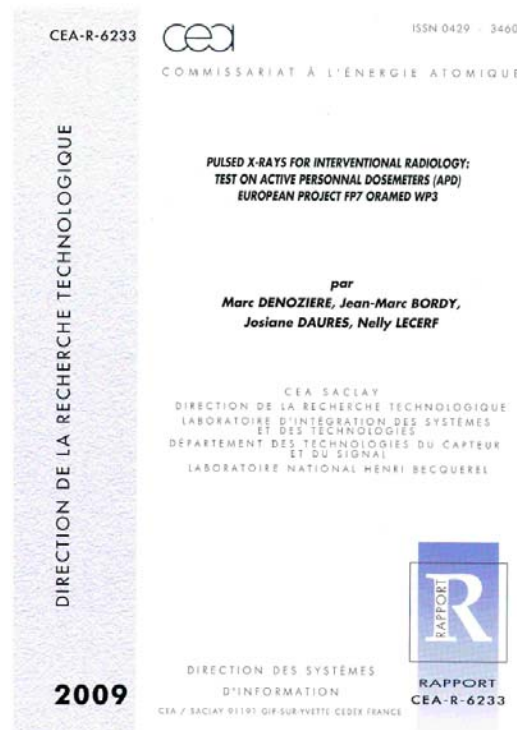 CEA-R-6233
cea
ISSN 0429 - 3460
COMMISSARIAT À L'ÉNERGIE ATOMIQUE
DIRECTION DE LA RECHERCHE TECHNOLOGIQUE
PULSED X-RAYS FOR INTERVENTIONAL RADIOLOGY:
TEST ON ACTIVE PERSONNAL DOSEMETERS (APD)
EUROPEAN PROJECT FP7 ORAMED WP3
par
Marc DENOZIERE, Jean-Marc BORDY,
Josiane DAURES, Nelly LECERF
CEA SACLAY
DIRECTION DE LA RECHERCHE TECHNOLOGIQUE
LABORATOIRE D'INTÉGRATION DES SYSTÈMES
ET DES TECHNOLOGIES
DÉPARTEMENT DES TECHNOLOGIES DU CAPTEUR
ET DU SIGNAL
LABORATOIRE NATIONAL HENRI BECQUEREL
RAPPORT
R
2009
DIRECTION DES SYSTÈMES
D'INFORMATION
CEA / SACLAY 91191 GIF-SUR-YVETTE CEDEX FRANCE
RAPPORT
CEA-R-6233